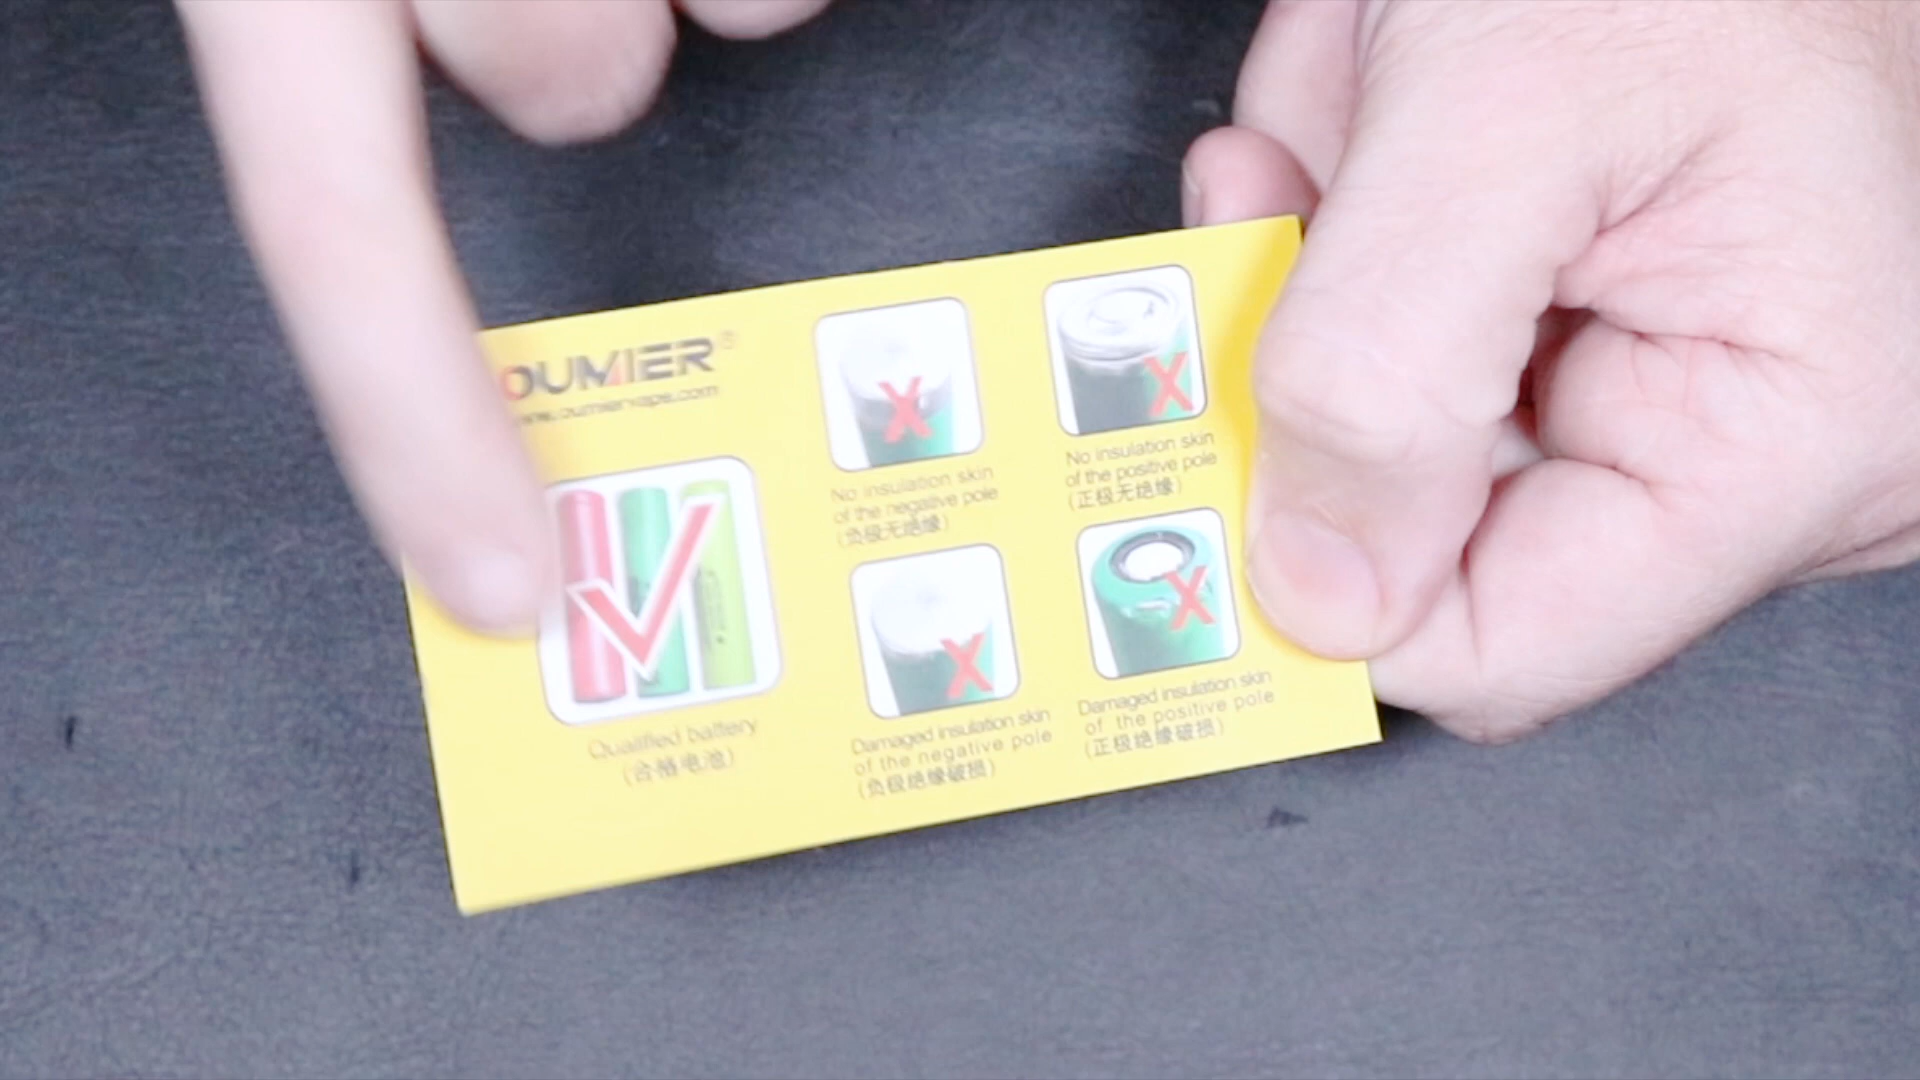 OUMIER®
www.oumiervape.com
Qualified battery
(合格电池)
No insulation skin
of the negative pole
(负极无绝缘)
No insulation skin
of the positive pole
(正极无绝缘)
Damaged insulation skin
of the negative pole
(负极绝缘破损)
Damaged insulation skin
of the positive pole
(正极绝缘破损)